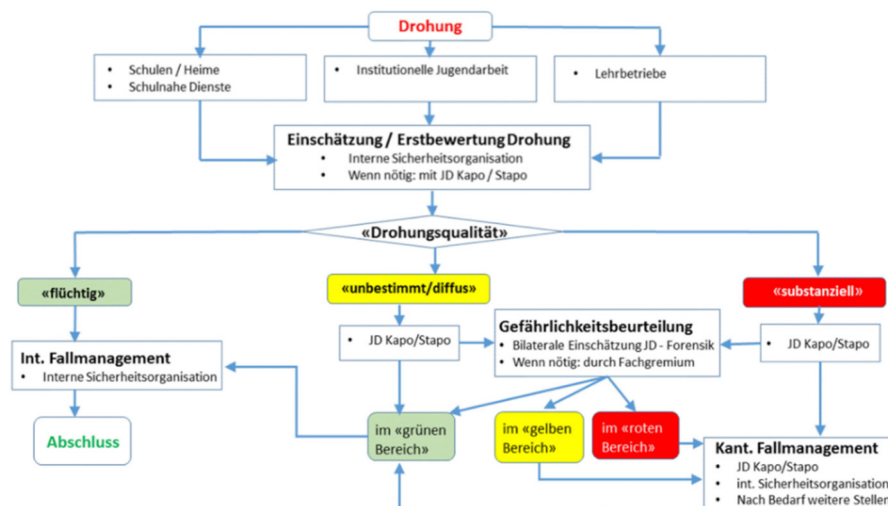 Drohung
• Schulen / Heime
• Schulnahe Dienste
• Institutionelle Jugendarbeit
• Lehrbetriebe
Einschätzung / Erstbewertung Drohung
• Interne Sicherheitsorganisation
• Wenn nötig: mit JD Kapo / Stapo
«Drohungsqualität»
«flüchtig»
«unbestimmt/diffus»
«substanziell»
Int. Fallmanagement
• Interne Sicherheitsorganisation
• JD Kapo/Stapo
Gefährlichkeitsbeurteilung
• Bilaterale Einschätzung JD - Forensik
• Wenn nötig: durch Fachgremium
• JD Kapo/Stapo
Abschluss
im «grünen
Bereich»
im «gelben
Bereich»
im «roten
Bereich»
Kant. Fallmanagement
• JD Kapo/Stapo
• int. Sicherheitsorganisation
• Nach Bedarf weitere Stellen